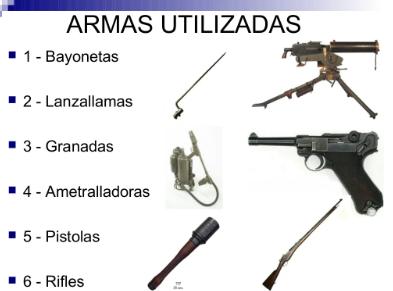 ARMAS UTILIZADAS
1 - Bayonetas
2 - Lanzallamas
3 - Granadas
4 - Ametralladoras
5 - Pistolas
6 - Rifles